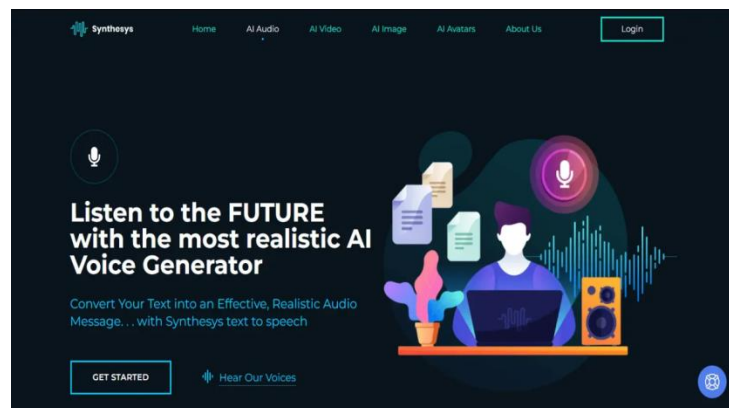 Synthesys Home AI Audio AI Video AI Image AI Avatars About Us Login
Listen to the FUTURE
with the most realistic AI
Voice Generator
Convert Your Text into an Effective, Realistic Audio
Message. . . with Synthesys text to speech
GET STARTED Hear Our Voices